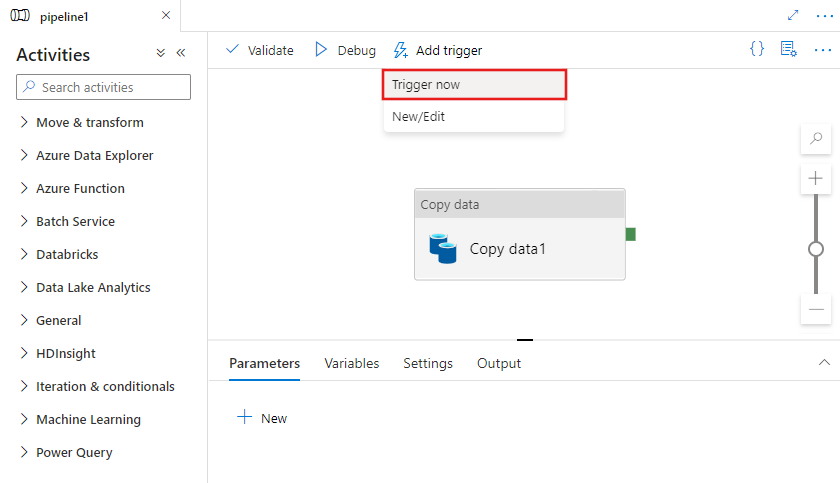 pipeline1
Activities
Search activities
Move & transform
Azure Data Explorer
Azure Function
Batch Service
Databricks
Data Lake Analytics
General
HDInsight
Iteration & conditionals
Machine Learning
Power Query
Validate
Debug
Add trigger
Trigger now
New/Edit
Copy data
Copy data1
Parameters
Variables
Settings
Output
New